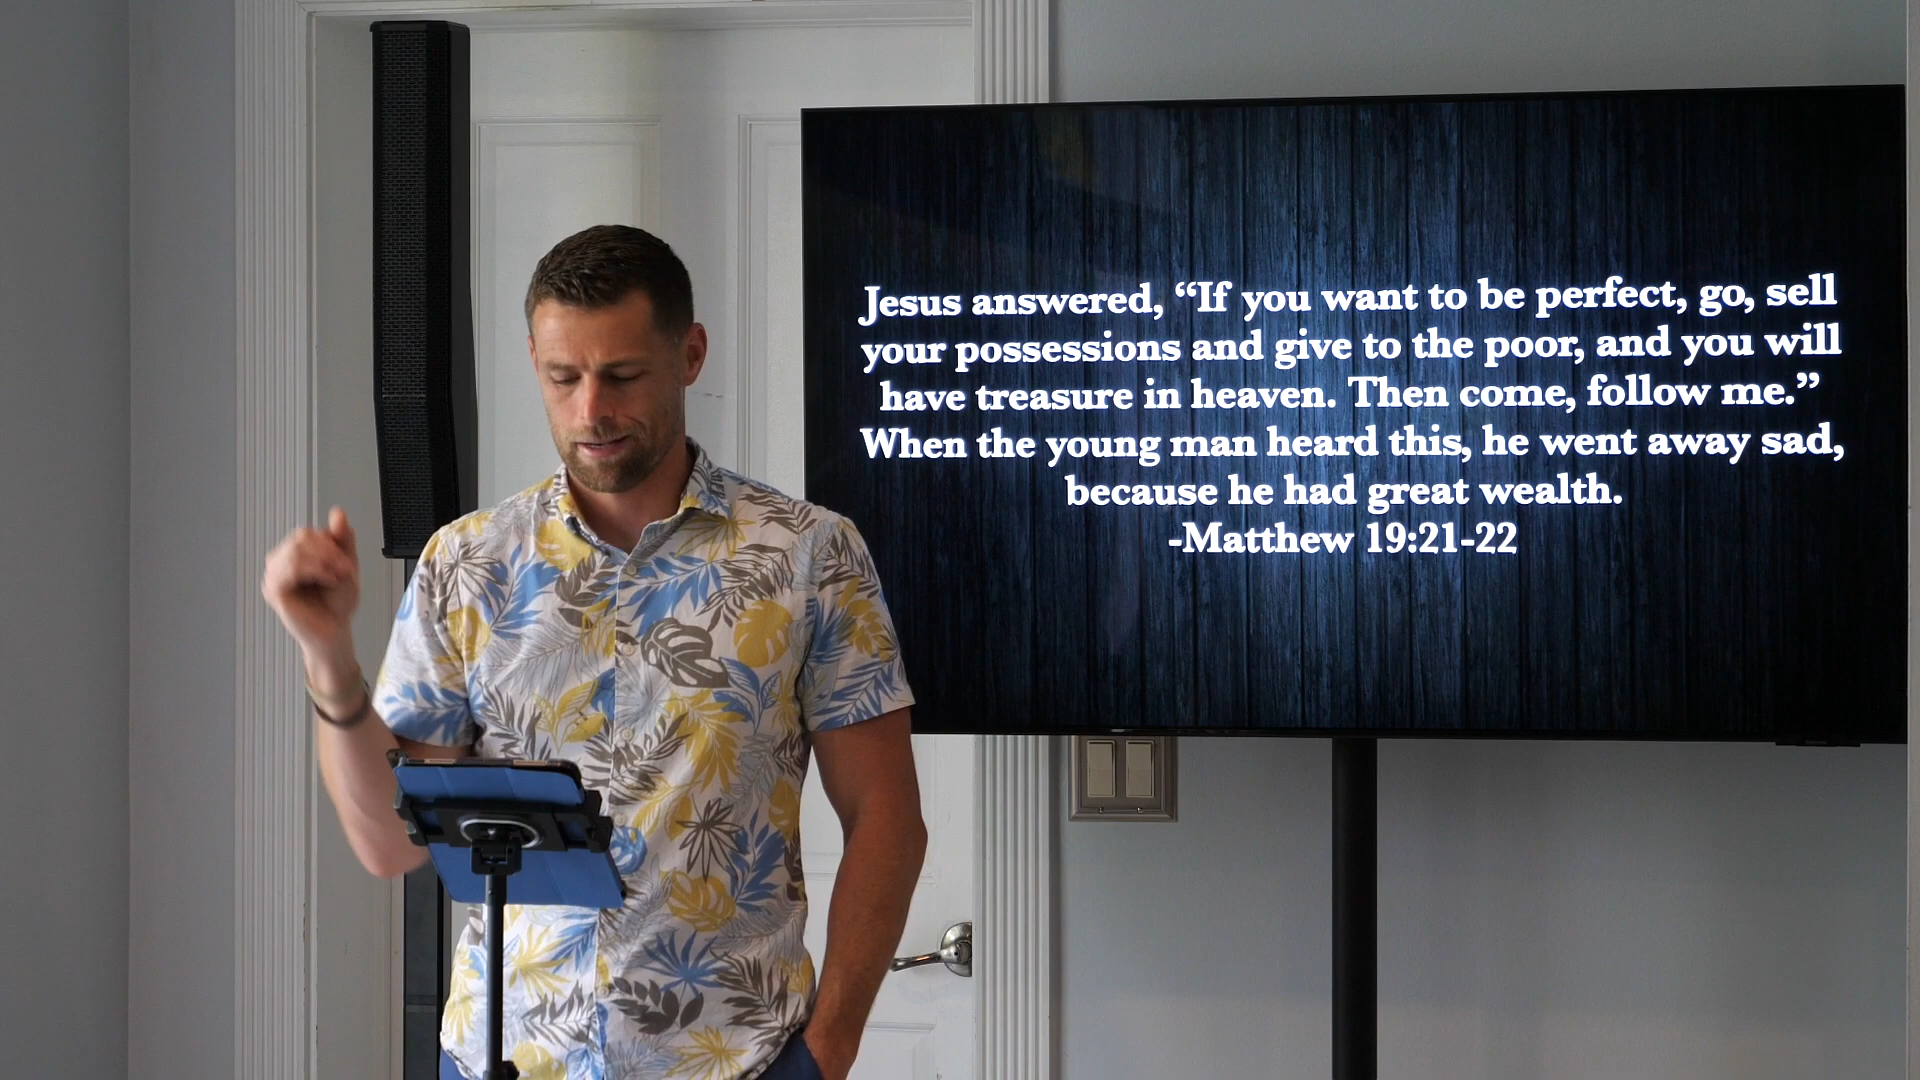 Jesus answered, “If you want to be perfect, go, sell
your possessions and give to the poor, and you will
have treasure in heaven. Then come, follow me.”
When the young man heard this, he went away sad,
because he had great wealth.
-Matthew 19:21-22